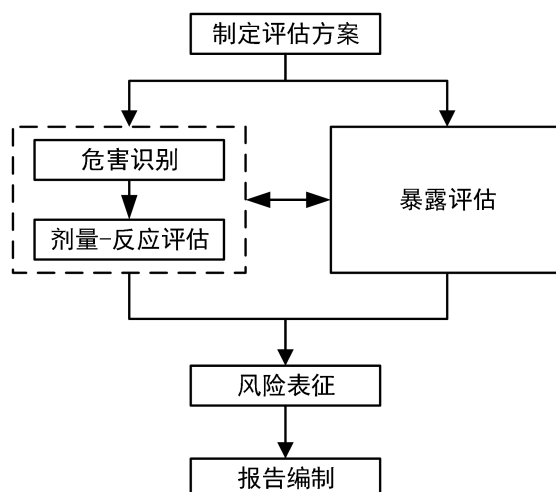 制定评估方案
危害识别
剂量-反应评估
暴露评估
风险表征
报告编制